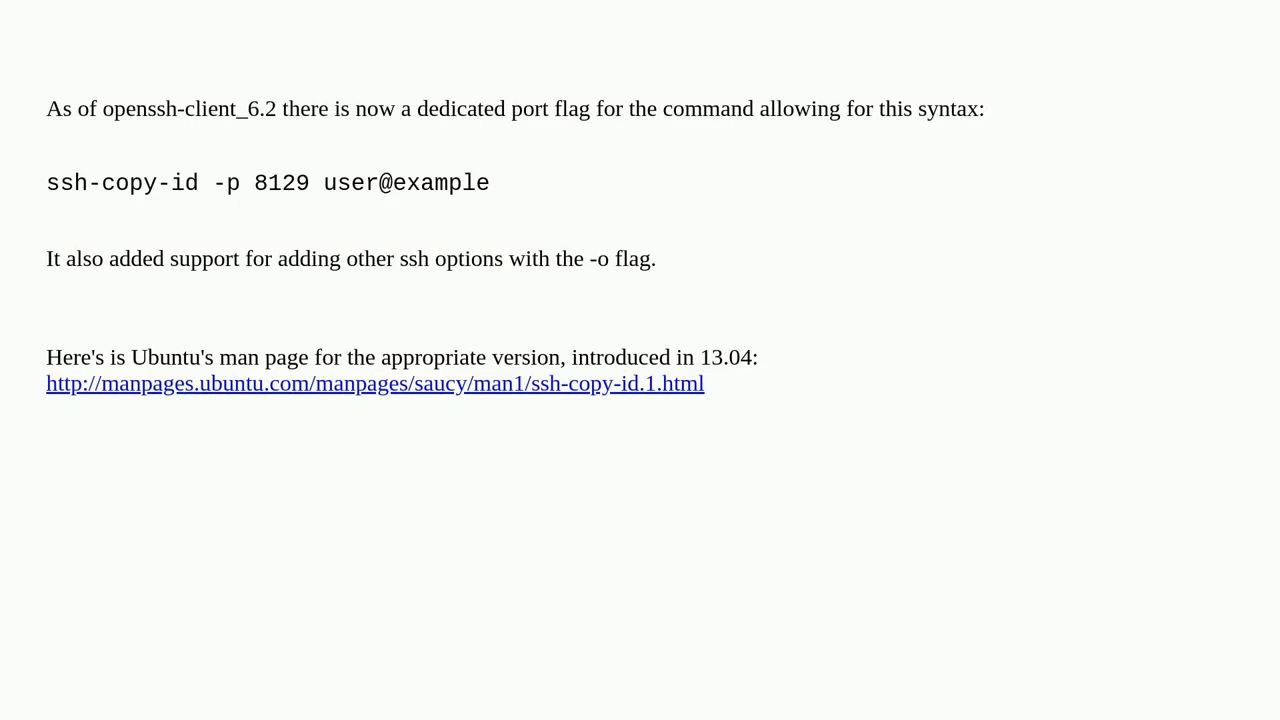 As of openssh-client_6.2 there is now a dedicated port flag for the command allowing for this syntax:
ssh-copy-id -p 8129 user@example
It also added support for adding other ssh options with the -o flag.
Here's is Ubuntu's man page for the appropriate version, introduced in 13.04:
http://manpages.ubuntu.com/manpages/saucy/man1/ssh-copy-id.1.html